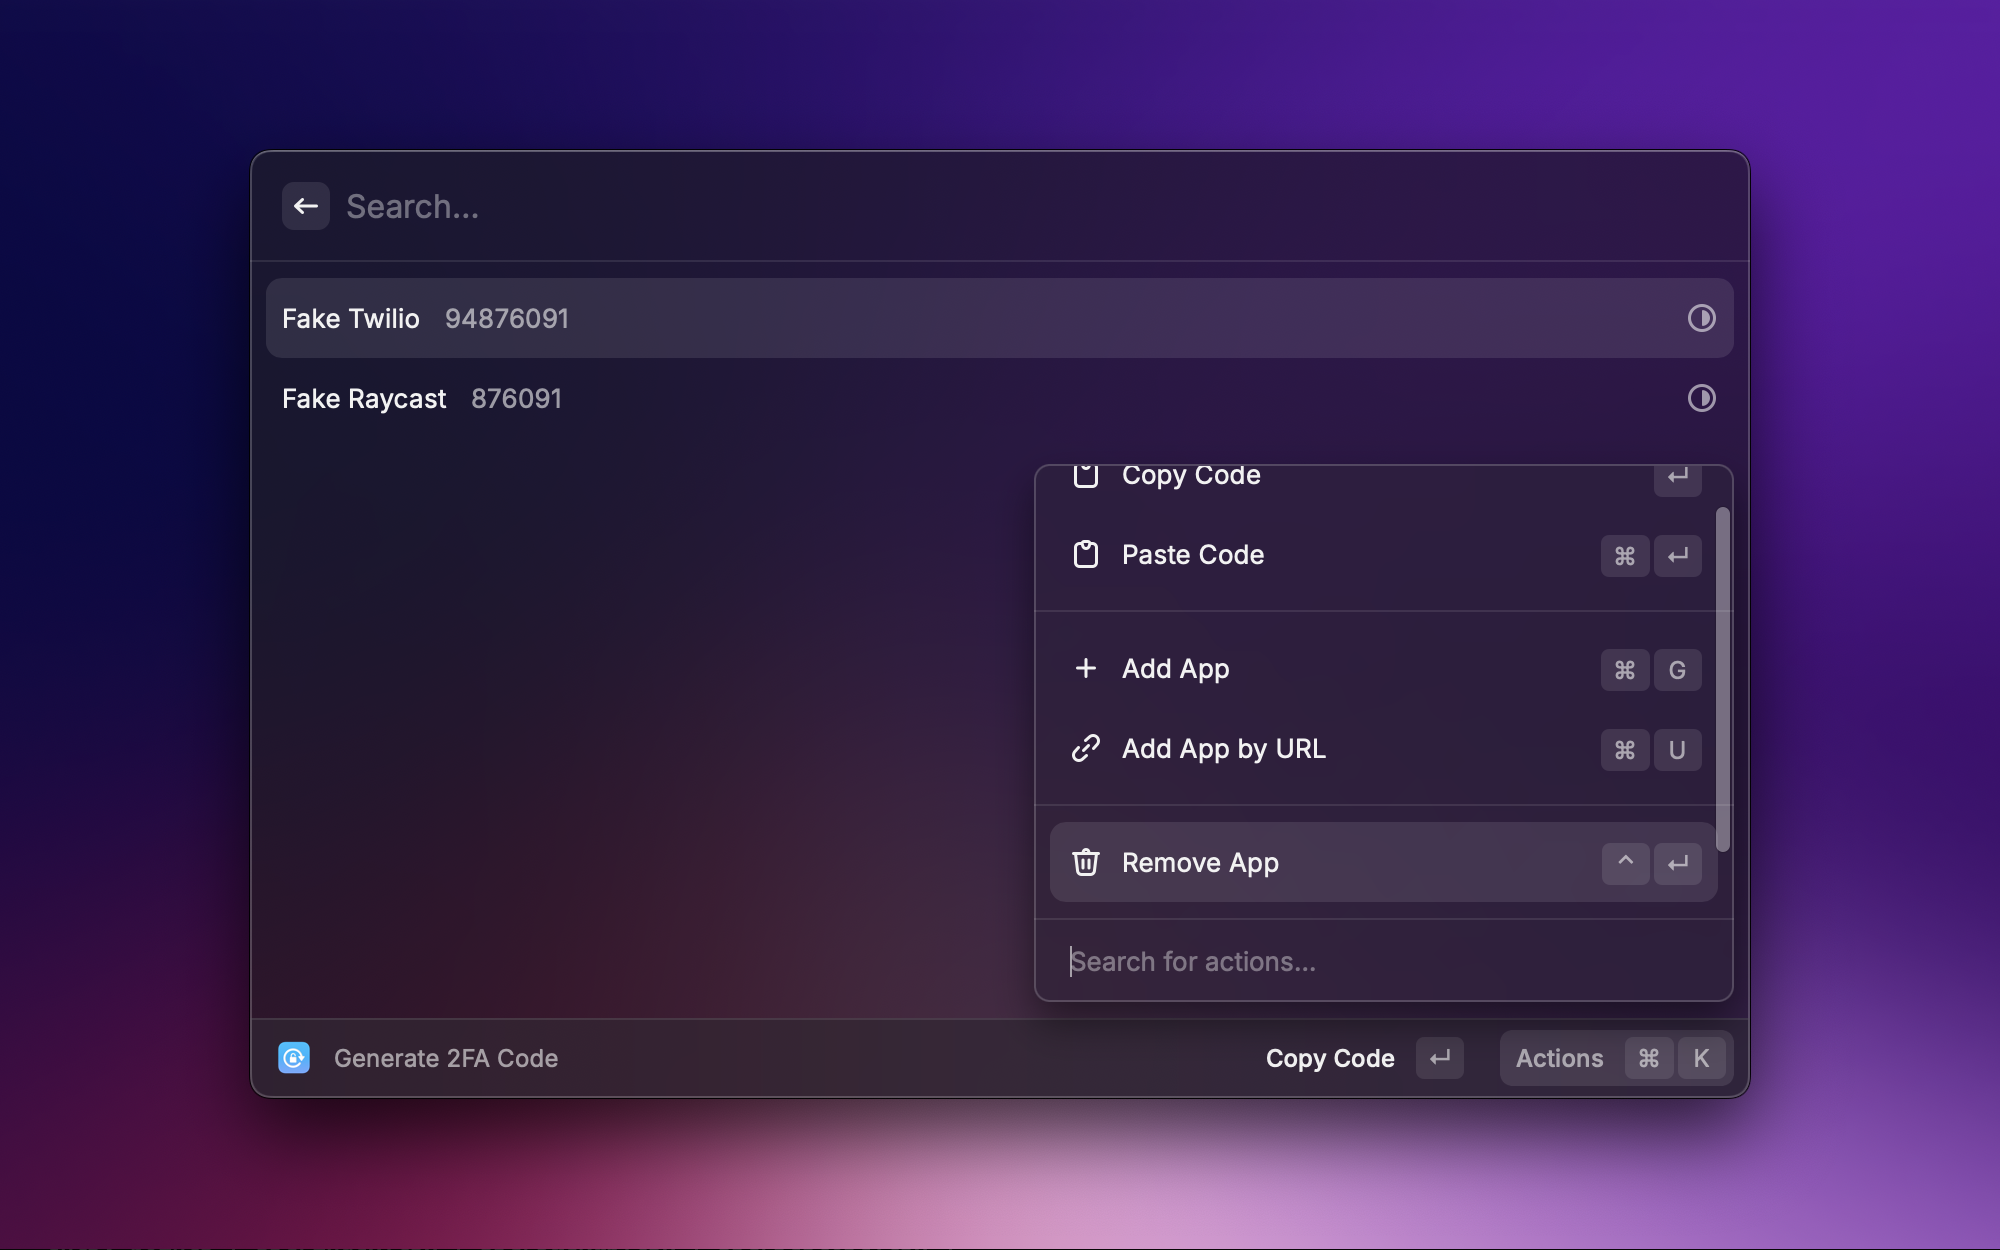 Search...
Fake Twilio 94876091
Fake Raycast 876091
Copy Code ↵
Paste Code ⌘ ↵
Add App ⌘ G
Add App by URL ⌘ U
Remove App ^ ↵
Search for actions...
Generate 2FA Code Copy Code ↵ Actions ⌘ K